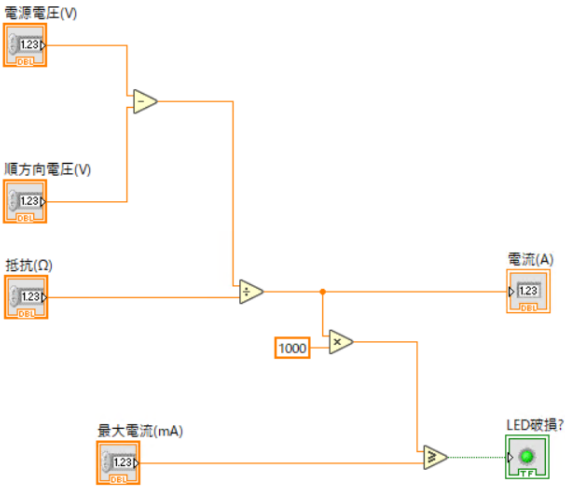 電源電圧(V)
1.23
DBL
-
順方向電圧(V)
1.23
DBL
抵抗(Ω)
1.23
DBL
÷
電流(A)
1.23
DBL
1000
×
最大電流(mA)
1.23
DBL
≥
LED破損?
TF